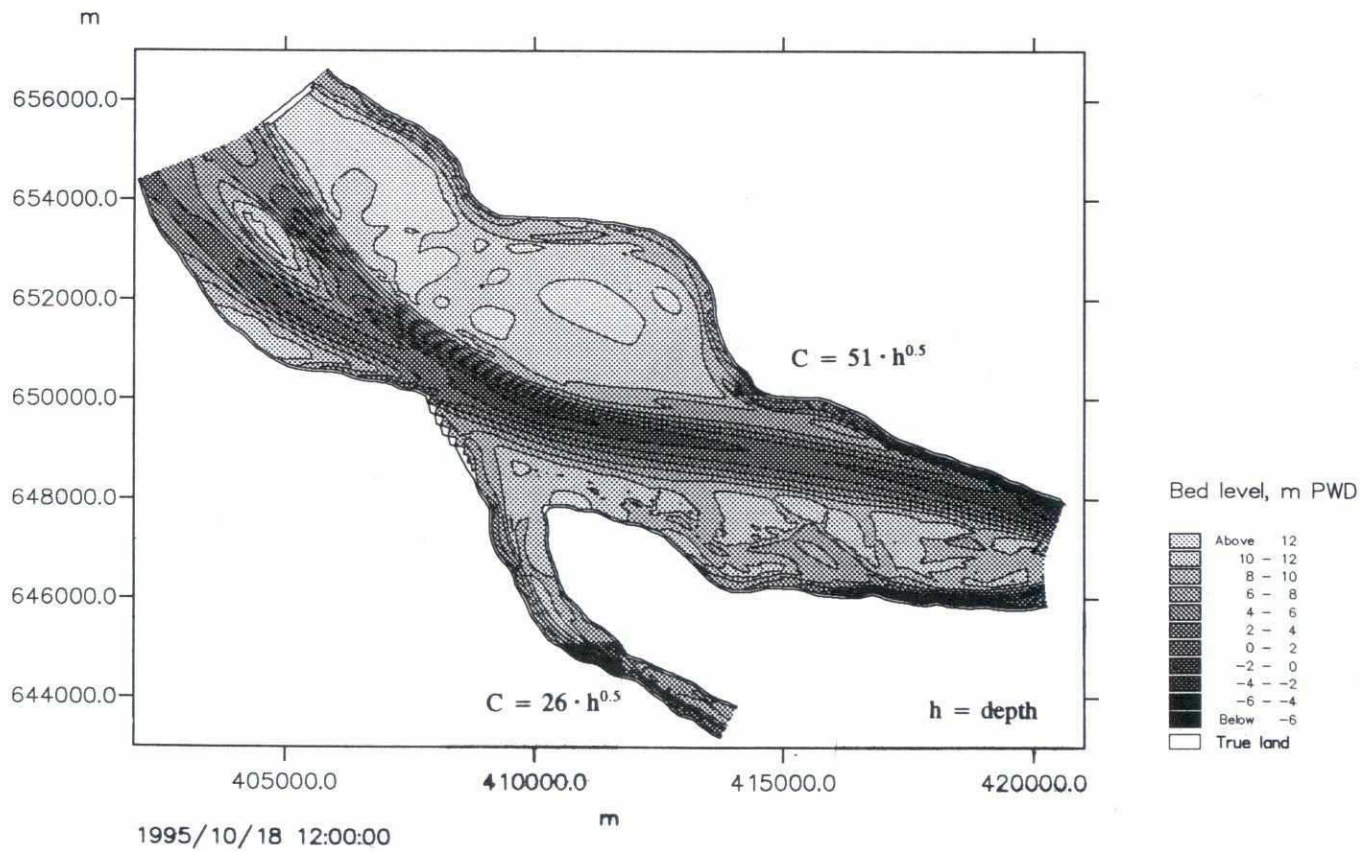 m
656000.0
654000.0
652000.0
650000.0
648000.0
646000.0
644000.0
C = 51 · h^0.5
C = 26 · h^0.5
h = depth
405000.0
410000.0
415000.0
420000.0
m
1995/10/18 12:00:00
Bed level, m PWD
Above 12
10 - 12
8 - 10
6 - 8
4 - 6
2 - 4
0 - 2
-2 - 0
-4 - -2
-6 - -4
Below -6
True land